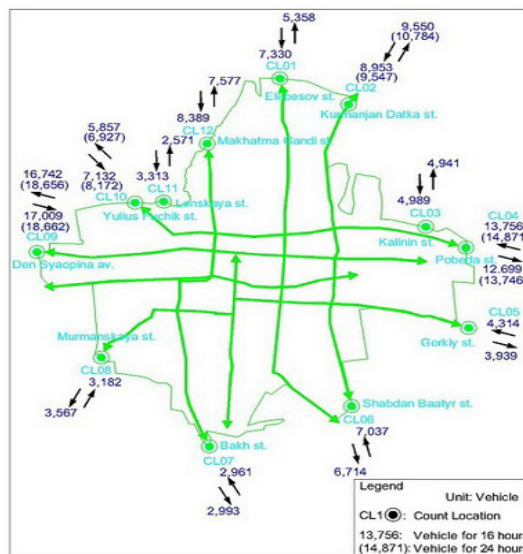 5,358
7,330
CL01
Elebesov st.
9,550
(10,784)
8,953
(9,547)
CL02
Kurmanjan Datka st.
7,577
8,389
CL12
Makhatma Gandi st.
5,857
(6,927)
7,132
(8,172)
CL10
Yulius Fuchik st.
2,571
3,313
CL11
Lenskaya st.
4,941
4,989
CL03
Kalinin st.
16,742
(18,656)
17,009
(18,662)
CL09
Den Syaopina av.
CL04
13,756
(14,871)
Pobeda st.
12.699
(13,746)
CL05
4,314
Gorkiy st.
3,939
Murmanskaya st.
CL08
3,182
3,567
Shabdan Baatyr st.
CL06
7,037
6,714
Bakh st.
CL07
2,961
2,993
Legend
Unit: Vehicle
CL1 : Count Location
13,756: Vehicle for 16 hours
(14,871): Vehicle for 24 hours